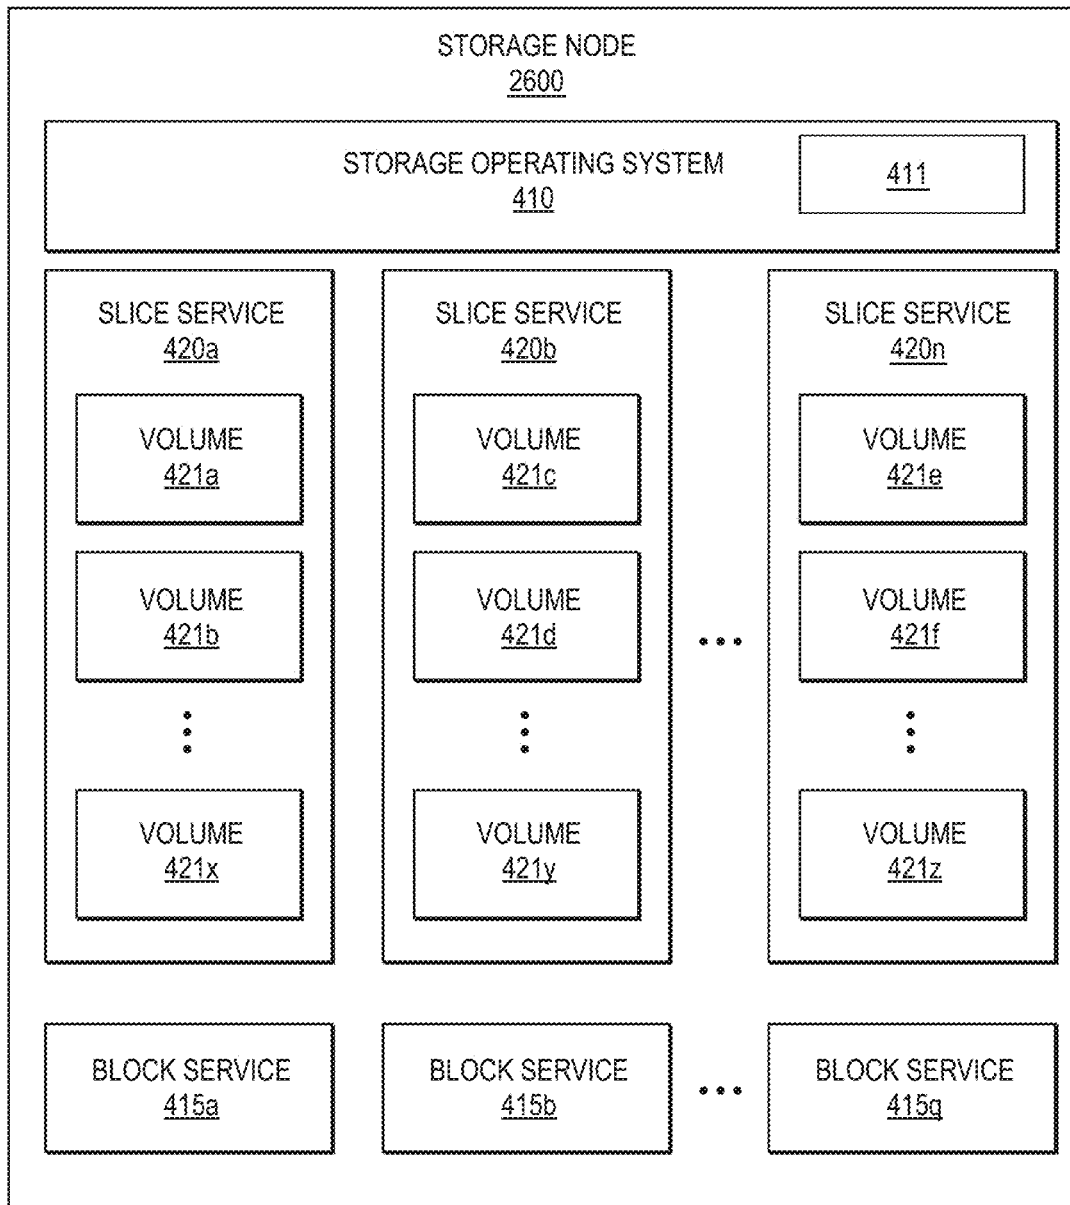 STORAGE NODE
2600
STORAGE OPERATING SYSTEM
410
411
SLICE SERVICE
420a
VOLUME
421a
VOLUME
421b
VOLUME
421x
SLICE SERVICE
420b
VOLUME
421c
VOLUME
421d
VOLUME
421y
SLICE SERVICE
420n
VOLUME
421e
VOLUME
421f
VOLUME
421z
BLOCK SERVICE
415a
BLOCK SERVICE
415b
BLOCK SERVICE
415q